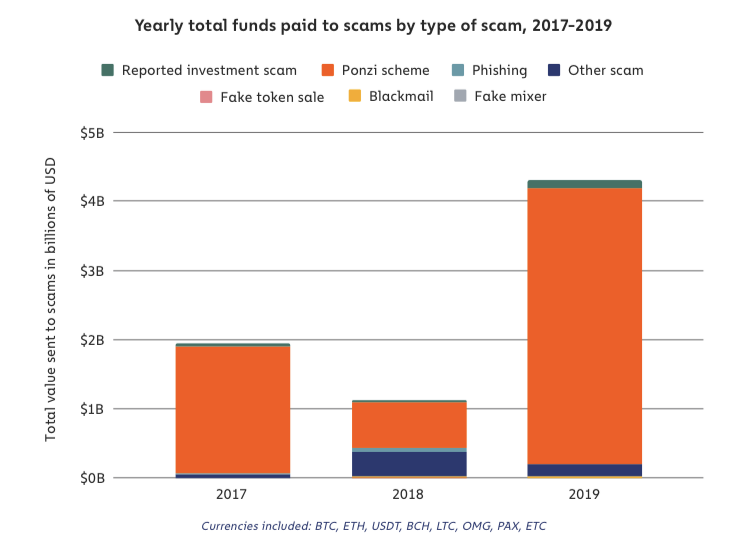 Yearly total funds paid to scams by type of scam, 2017-2019
Reported investment scam Ponzi scheme Phishing Other scam
Fake token sale Blackmail Fake mixer
Total value sent to scams in billions of USD
$5B
$4B
$3B
$2B
$1B
$0B
2017 2018 2019
Currencies included: BTC, ETH, USDT, BCH, LTC, OMG, PAX, ETC